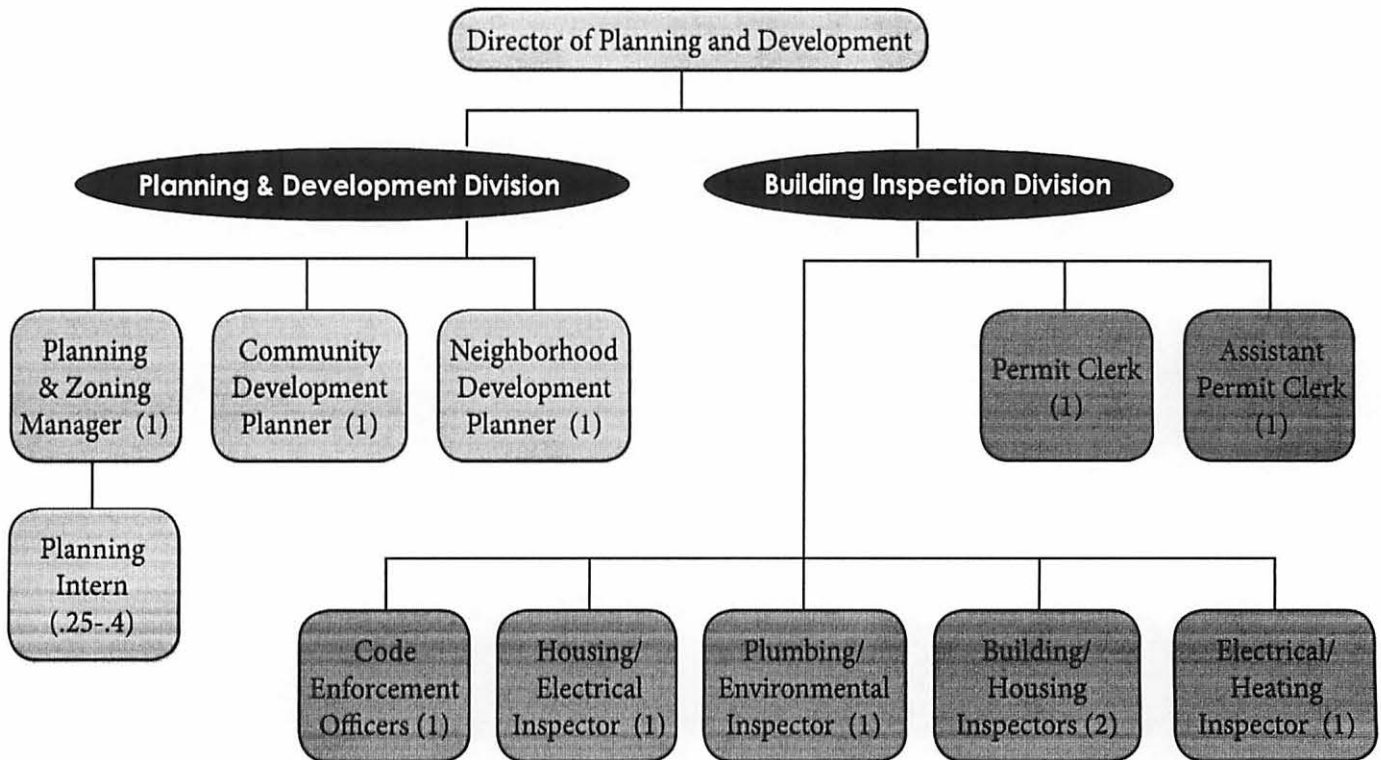 Director of Planning and Development
Planning & Development Division
Building Inspection Division
Planning
& Zoning
Manager (1)
Community
Development
Planner (1)
Neighborhood
Development
Planner (1)
Permit Clerk
(1)
Assistant
Permit Clerk
(1)
Planning
Intern
(.25-.4)
Code
Enforcement
Officers (1)
Housing/
Electrical
Inspector (1)
Plumbing/
Environmental
Inspector (1)
Building/
Housing
Inspectors (2)
Electrical/
Heating
Inspector (1)